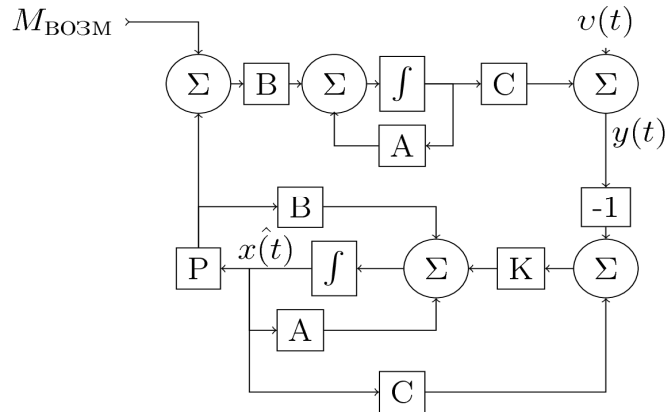 M_ВОЗМ υ(t)
Σ B Σ ∫ C Σ
A y(t)
B -1
P x̂(t) ∫ Σ K Σ
A
C